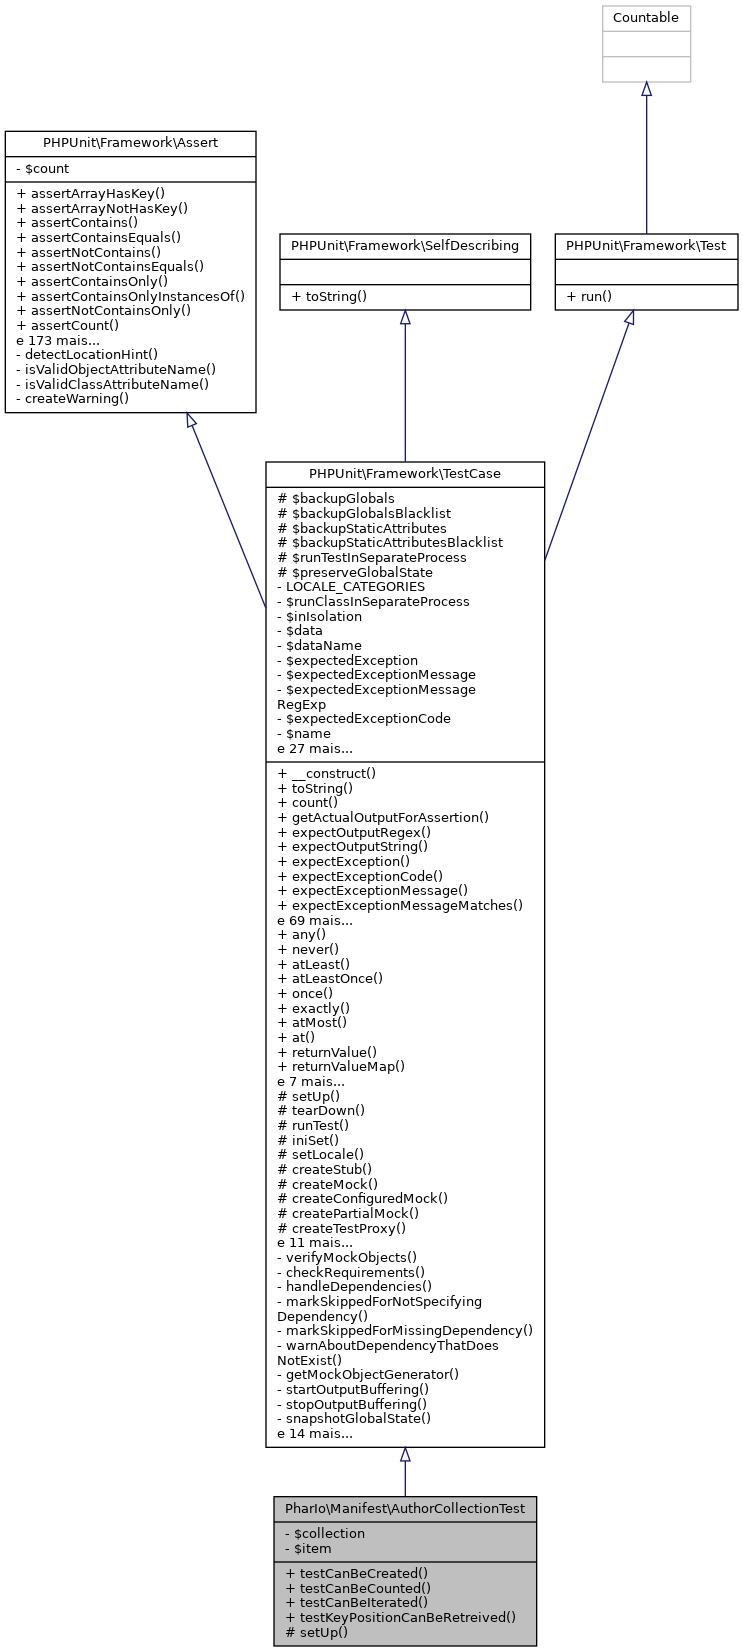 Countable
PHPUnit\Framework\Assert
- $count
+ assertArrayHasKey()
+ assertArrayNotHasKey()
+ assertContains()
+ assertContainsEquals()
+ assertNotContains()
+ assertNotContainsEquals()
+ assertContainsOnly()
+ assertContainsOnlyInstancesOf()
+ assertNotContainsOnly()
+ assertCount()
e 173 mais...
- detectLocationHint()
- isValidObjectAttributeName()
- isValidClassAttributeName()
- createWarning()
PHPUnit\Framework\SelfDescribing
+ toString()
PHPUnit\Framework\Test
+ run()
PHPUnit\Framework\TestCase
# $backupGlobals
# $backupGlobalsBlacklist
# $backupStaticAttributes
# $backupStaticAttributesBlacklist
# $runTestInSeparateProcess
# $preserveGlobalState
- LOCALE_CATEGORIES
- $runClassInSeparateProcess
- $inIsolation
- $data
- $dataName
- $expectedException
- $expectedExceptionMessage
- $expectedExceptionMessage
RegExp
- $expectedExceptionCode
- $name
e 27 mais...
+ __construct()
+ toString()
+ count()
+ getActualOutputForAssertion()
+ expectOutputRegex()
+ expectOutputString()
+ expectException()
+ expectExceptionCode()
+ expectExceptionMessage()
+ expectExceptionMessageMatches()
e 69 mais...
+ any()
+ never()
+ atLeast()
+ atLeastOnce()
+ once()
+ exactly()
+ atMost()
+ at()
+ returnValue()
+ returnValueMap()
e 7 mais...
# setUp()
# tearDown()
# runTest()
# iniSet()
# setLocale()
# createStub()
# createMock()
# createConfiguredMock()
# createPartialMock()
# createTestProxy()
e 11 mais...
- verifyMockObjects()
- checkRequirements()
- handleDependencies()
- markSkippedForNotSpecifying
Dependency()
- markSkippedForMissingDependency()
- warnAboutDependencyThatDoes
NotExist()
- getMockObjectGenerator()
- startOutputBuffering()
- stopOutputBuffering()
- snapshotGlobalState()
e 14 mais...
PharIo\Manifest\AuthorCollectionTest
- $collection
- $item
+ testCanBeCreated()
+ testCanBeCounted()
+ testCanBeIterated()
+ testKeyPositionCanBeRetreived()
# setUp()